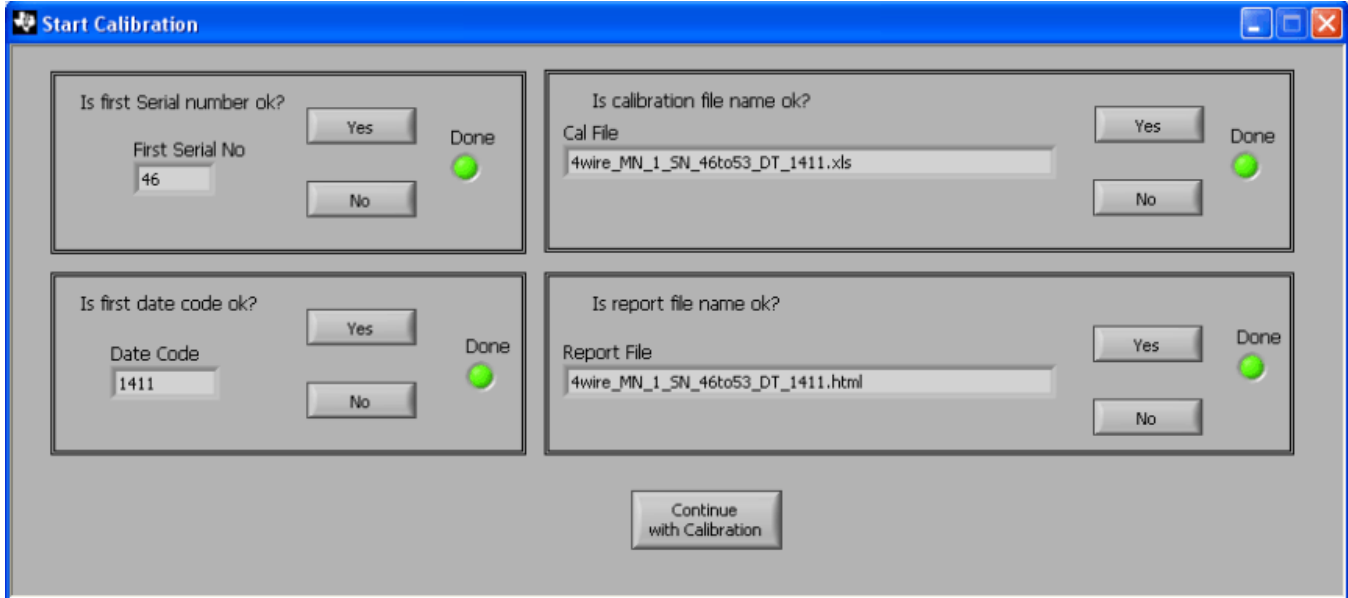 Start Calibration
Is first Serial number ok?
Yes
Done
First Serial No
46
No
Is calibration file name ok?
Yes
Done
Cal File
4wire_MN_1_SN_46to53_DT_1411.xls
No
Is first date code ok?
Yes
Done
Date Code
1411
No
Is report file name ok?
Yes
Done
Report File
4wire_MN_1_SN_46to53_DT_1411.html
No
Continue
with Calibration